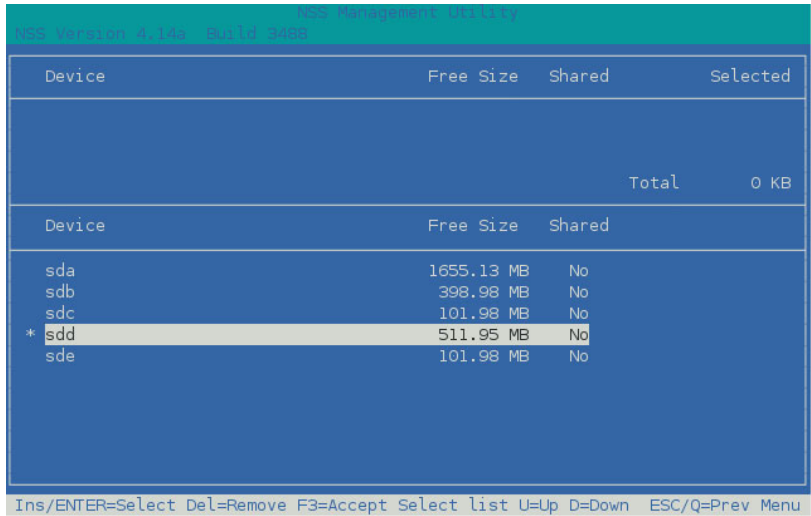 NSS Management Utility
NSS Version 4.14a Build 3488
Device Free Size Shared Selected
Total 0 KB
Device Free Size Shared
sda 1655.13 MB No
sdb 398.98 MB No
sdc 101.98 MB No
* sdd 511.95 MB No
sde 101.98 MB No
Ins/ENTER=Select Del=Remove F3=Accept Select list U=Up D=Down ESC/Q=Prev Menu